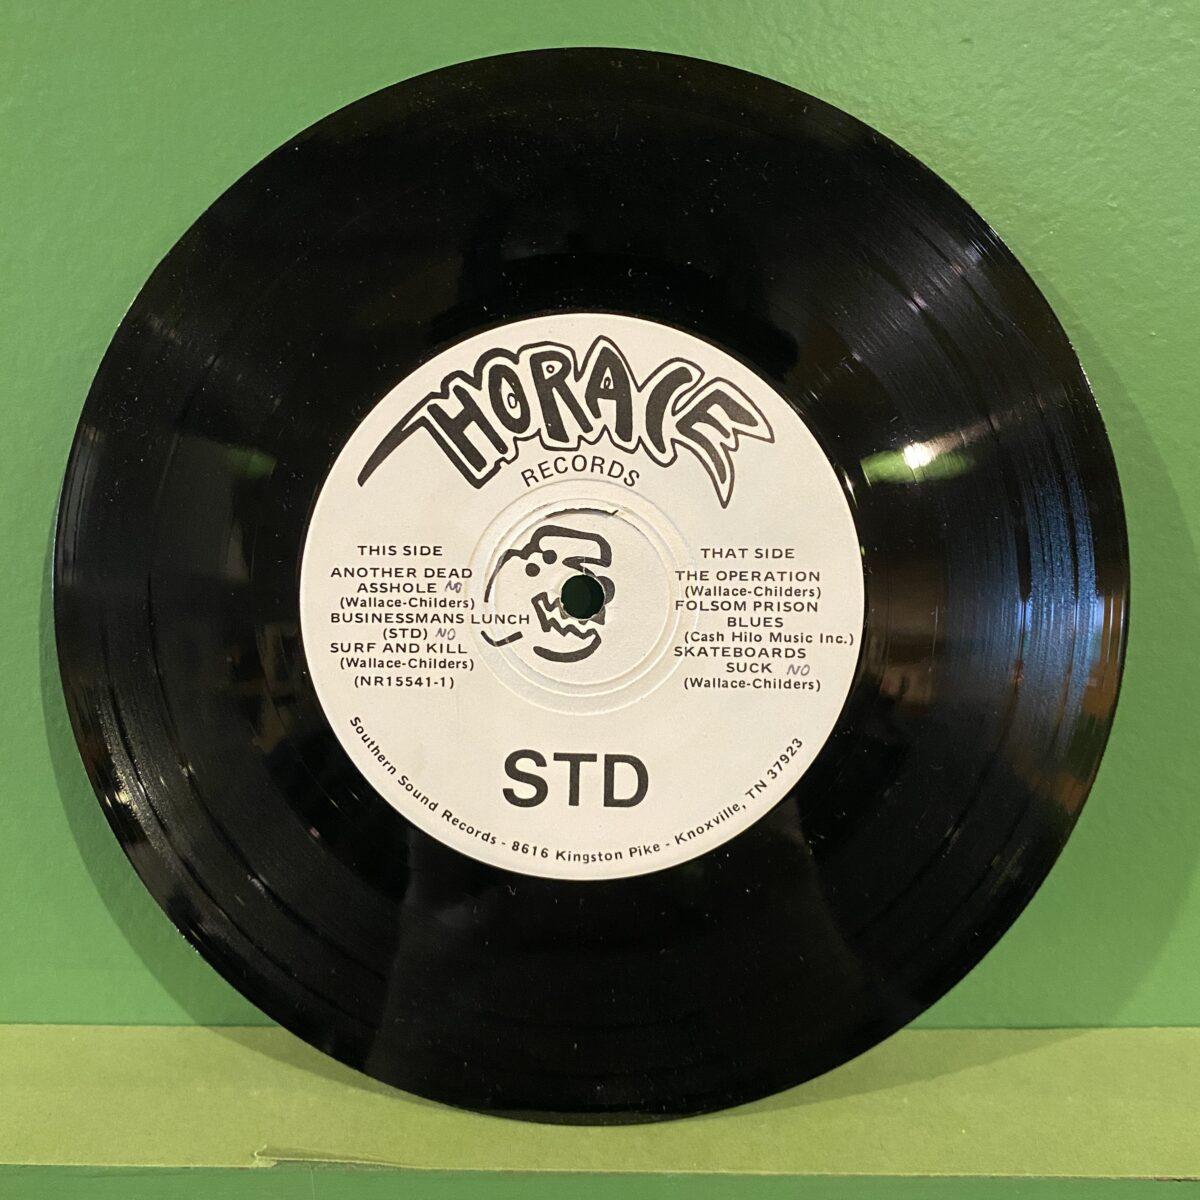 HORACE
RECORDS
THIS SIDE
ANOTHER DEAD
ASSHOLE NO
(Wallace-Childers)
BUSINESSMANS LUNCH
(STD) NO
SURF AND KILL
(Wallace-Childers)
(NR15541-1)
THAT SIDE
THE OPERATION
(Wallace-Childers)
FOLSOM PRISON
BLUES
(Cash Hilo Music Inc.)
SKATEBOARDS
SUCK NO
(Wallace-Childers)
STD
Southern Sound Records - 8616 Kingston Pike - Knoxville, TN 37923